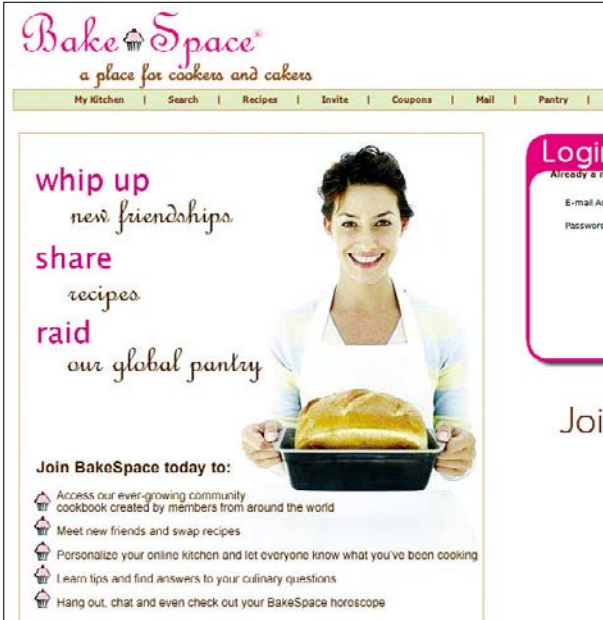 Bake Space®
a place for cookers and cakers
My Kitchen | Search | Recipes | Invite | Coupons | Mail | Pantry |
whip up
new friendships
share
recipes
raid
our global pantry
Join BakeSpace today to:
Access our ever-growing community
cookbook created by members from around the world
Meet new friends and swap recipes
Personalize your online kitchen and let everyone know what you've been cooking
Learn tips and find answers to your culinary questions
Hang out, chat and even check out your BakeSpace horoscope
Login
Already a
E-mail
Password
Joi